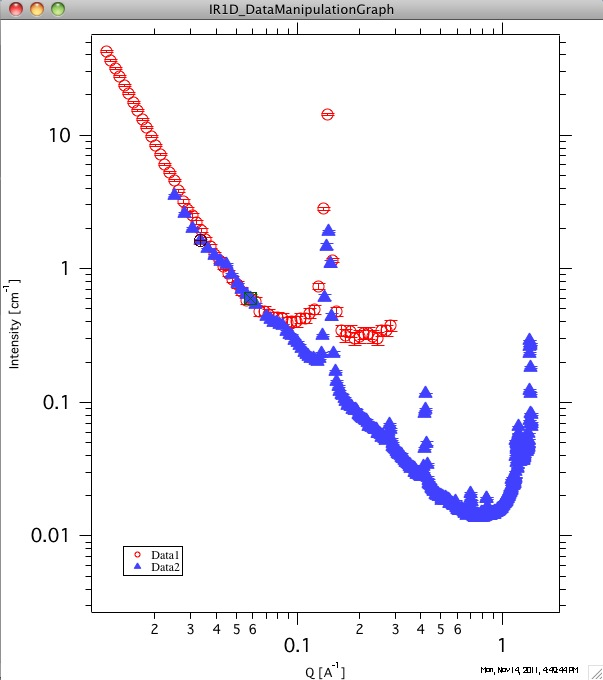 IR1D_DataManipulationGraph
10
1
0.1
0.01
Intensity [cm-1]
Data1
Data2
2 3 4 5 6 0.1 2 3 4 5 6 1
Q [A-1]
Mon, Nov 14, 2011, 4:49:44 PM